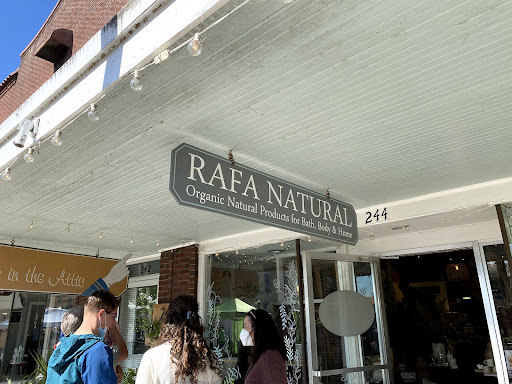 RAFA NATURAL
Organic Natural Products for Bath, Body & Home
244
in the Attic